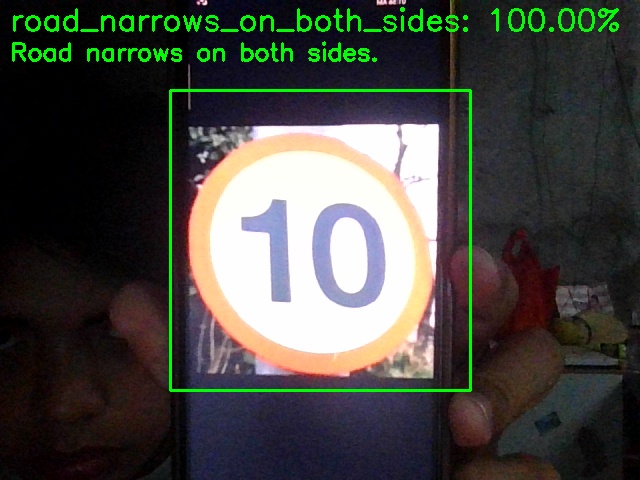 road_narrows_on_both_sides: 100.00%
Road narrows on both sides.
10